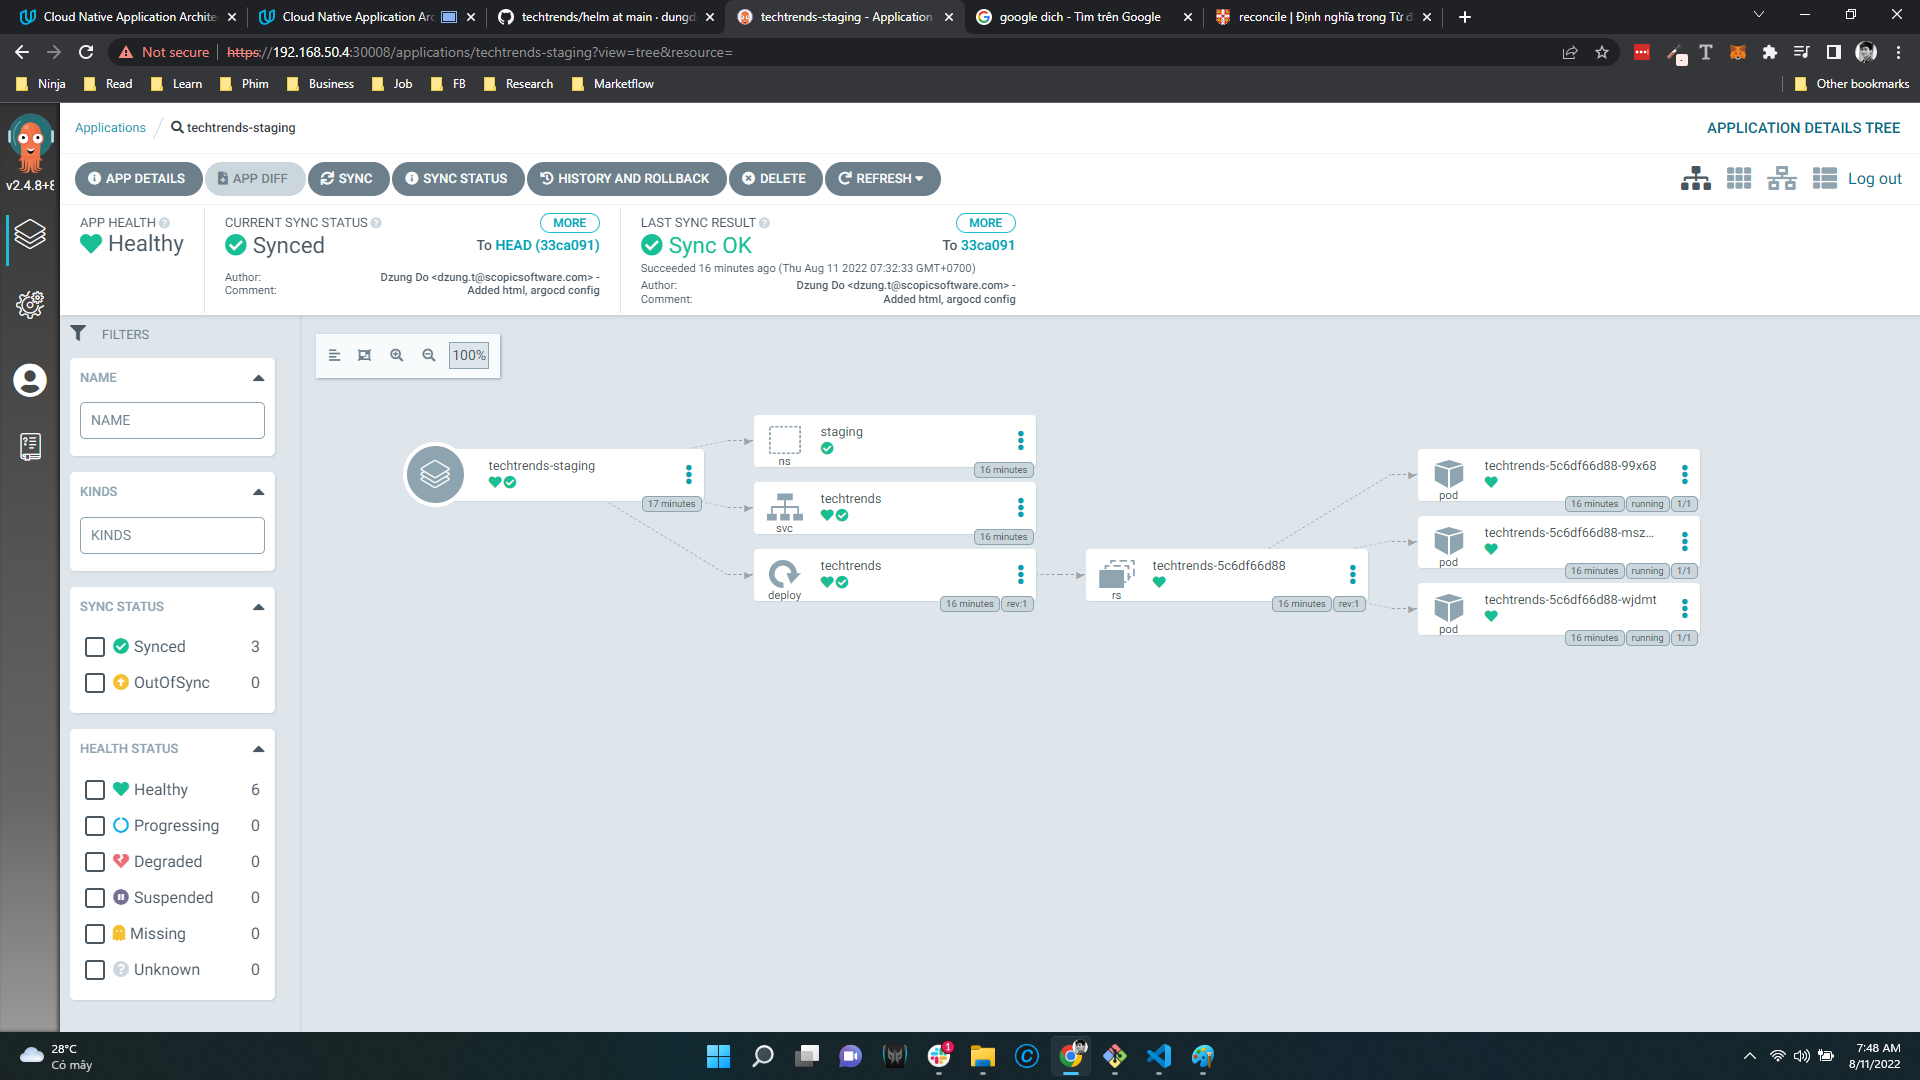 Cloud Native Application Archite
Cloud Native Application Arc
techtrends/helm at main · dungd
techtrends-staging - Application
google dich - Tìm trên Google
reconcile | Định nghĩa trong Từ đ
Not secure
https://192.168.50.4:30008/applications/techtrends-staging?view=tree&resource=
Ninja
Read
Learn
Phim
Business
Job
FB
Research
Marketflow
Other bookmarks
v2.4.8+8
Applications / techtrends-staging
APPLICATION DETAILS TREE
APP DETAILS
APP DIFF
SYNC
SYNC STATUS
HISTORY AND ROLLBACK
DELETE
REFRESH
Log out
APP HEALTH
Healthy
CURRENT SYNC STATUS
MORE
Synced
To HEAD (33ca091)
Author: Dzung Do <dzung.t@scopicsoftware.com> -
Comment: Added html, argocd config
LAST SYNC RESULT
MORE
Sync OK
To 33ca091
Succeeded 16 minutes ago (Thu Aug 11 2022 07:32:33 GMT+0700)
Author: Dzung Do <dzung.t@scopicsoftware.com> -
Comment: Added html, argocd config
FILTERS
NAME
NAME
KINDS
KINDS
SYNC STATUS
Synced 3
OutOfSync 0
HEALTH STATUS
Healthy 6
Progressing 0
Degraded 0
Suspended 0
Missing 0
Unknown 0
100%
techtrends-staging
17 minutes
staging
ns
16 minutes
techtrends
svc
16 minutes
techtrends
deploy
16 minutes rev:1
techtrends-5c6df66d88
rs
16 minutes rev:1
techtrends-5c6df66d88-99x68
pod
16 minutes running 1/1
techtrends-5c6df66d88-msz...
pod
16 minutes running 1/1
techtrends-5c6df66d88-wjdmt
pod
16 minutes running 1/1
28°C
Có mây
1
7:48 AM
8/11/2022